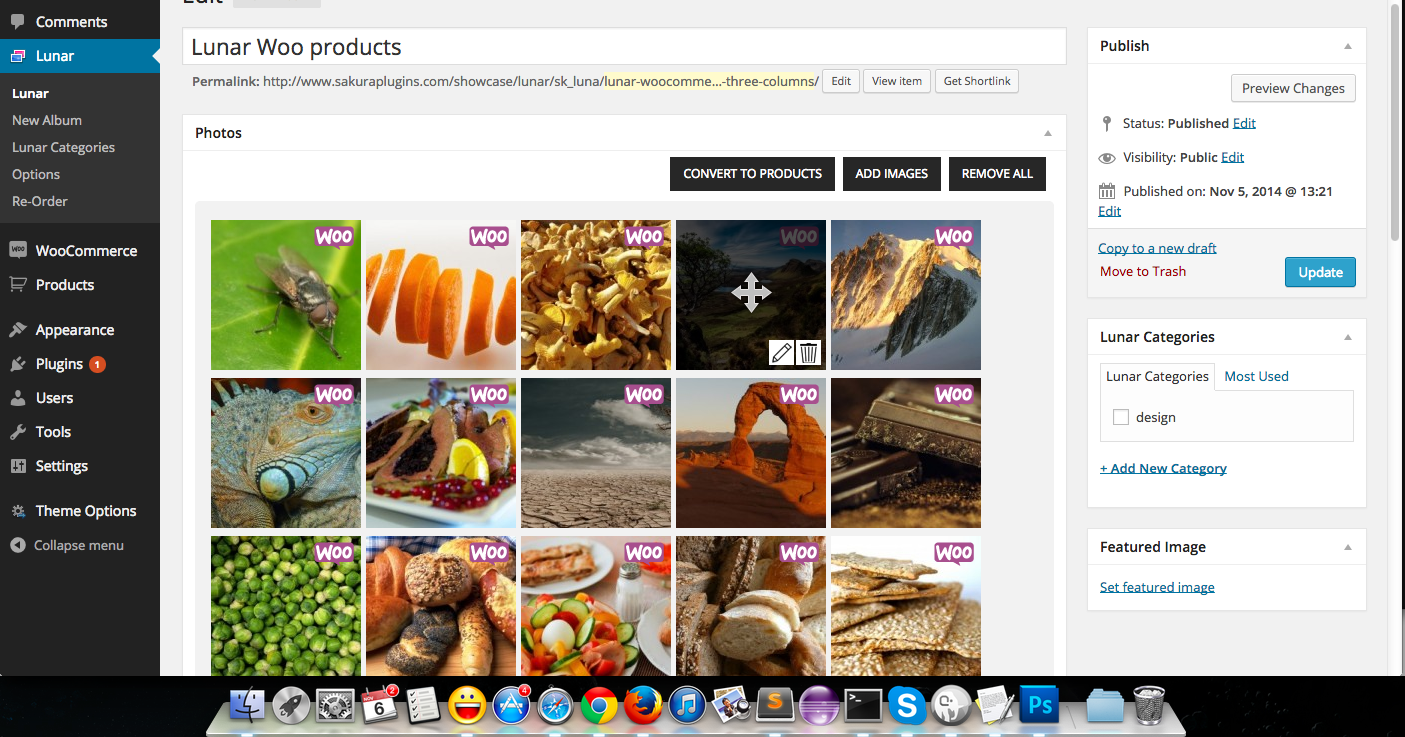 Edit
Comments
Lunar
Lunar
New Album
Lunar Categories
Options
Re-Order
WooCommerce
Products
Appearance
Plugins 1
Users
Tools
Settings
Theme Options
Collapse menu
Lunar Woo products
Permalink: http://www.sakuraplugins.com/showcase/lunar/sk_luna/lunar-woocomme...-three-columns/ Edit View item Get Shortlink
Photos
CONVERT TO PRODUCTS ADD IMAGES REMOVE ALL
WOO WOO WOO WOO WOO
WOO WOO WOO WOO WOO
WOO WOO WOO WOO WOO
Publish
Preview Changes
Status: Published Edit
Visibility: Public Edit
Published on: Nov 5, 2014 @ 13:21
Edit
Copy to a new draft
Move to Trash
Update
Lunar Categories
Lunar Categories Most Used
design
+ Add New Category
Featured Image
Set featured image
NOV 6 2
4
S
S
Ps